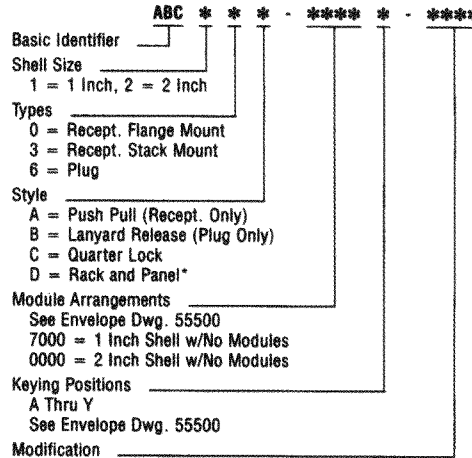 ABC * * * - **** * - ****
Basic Identifier
Shell Size
1 = 1 Inch, 2 = 2 Inch
Types
0 = Recept. Flange Mount
3 = Recept. Stack Mount
6 = Plug
Style
A = Push Pull (Recept. Only)
B = Lanyard Release (Plug Only)
C = Quarter Lock
D = Rack and Panel*
Module Arrangements
See Envelope Dwg. 55500
7000 = 1 Inch Shell w/No Modules
0000 = 2 Inch Shell w/No Modules
Keying Positions
A Thru Y
See Envelope Dwg. 55500
Modification